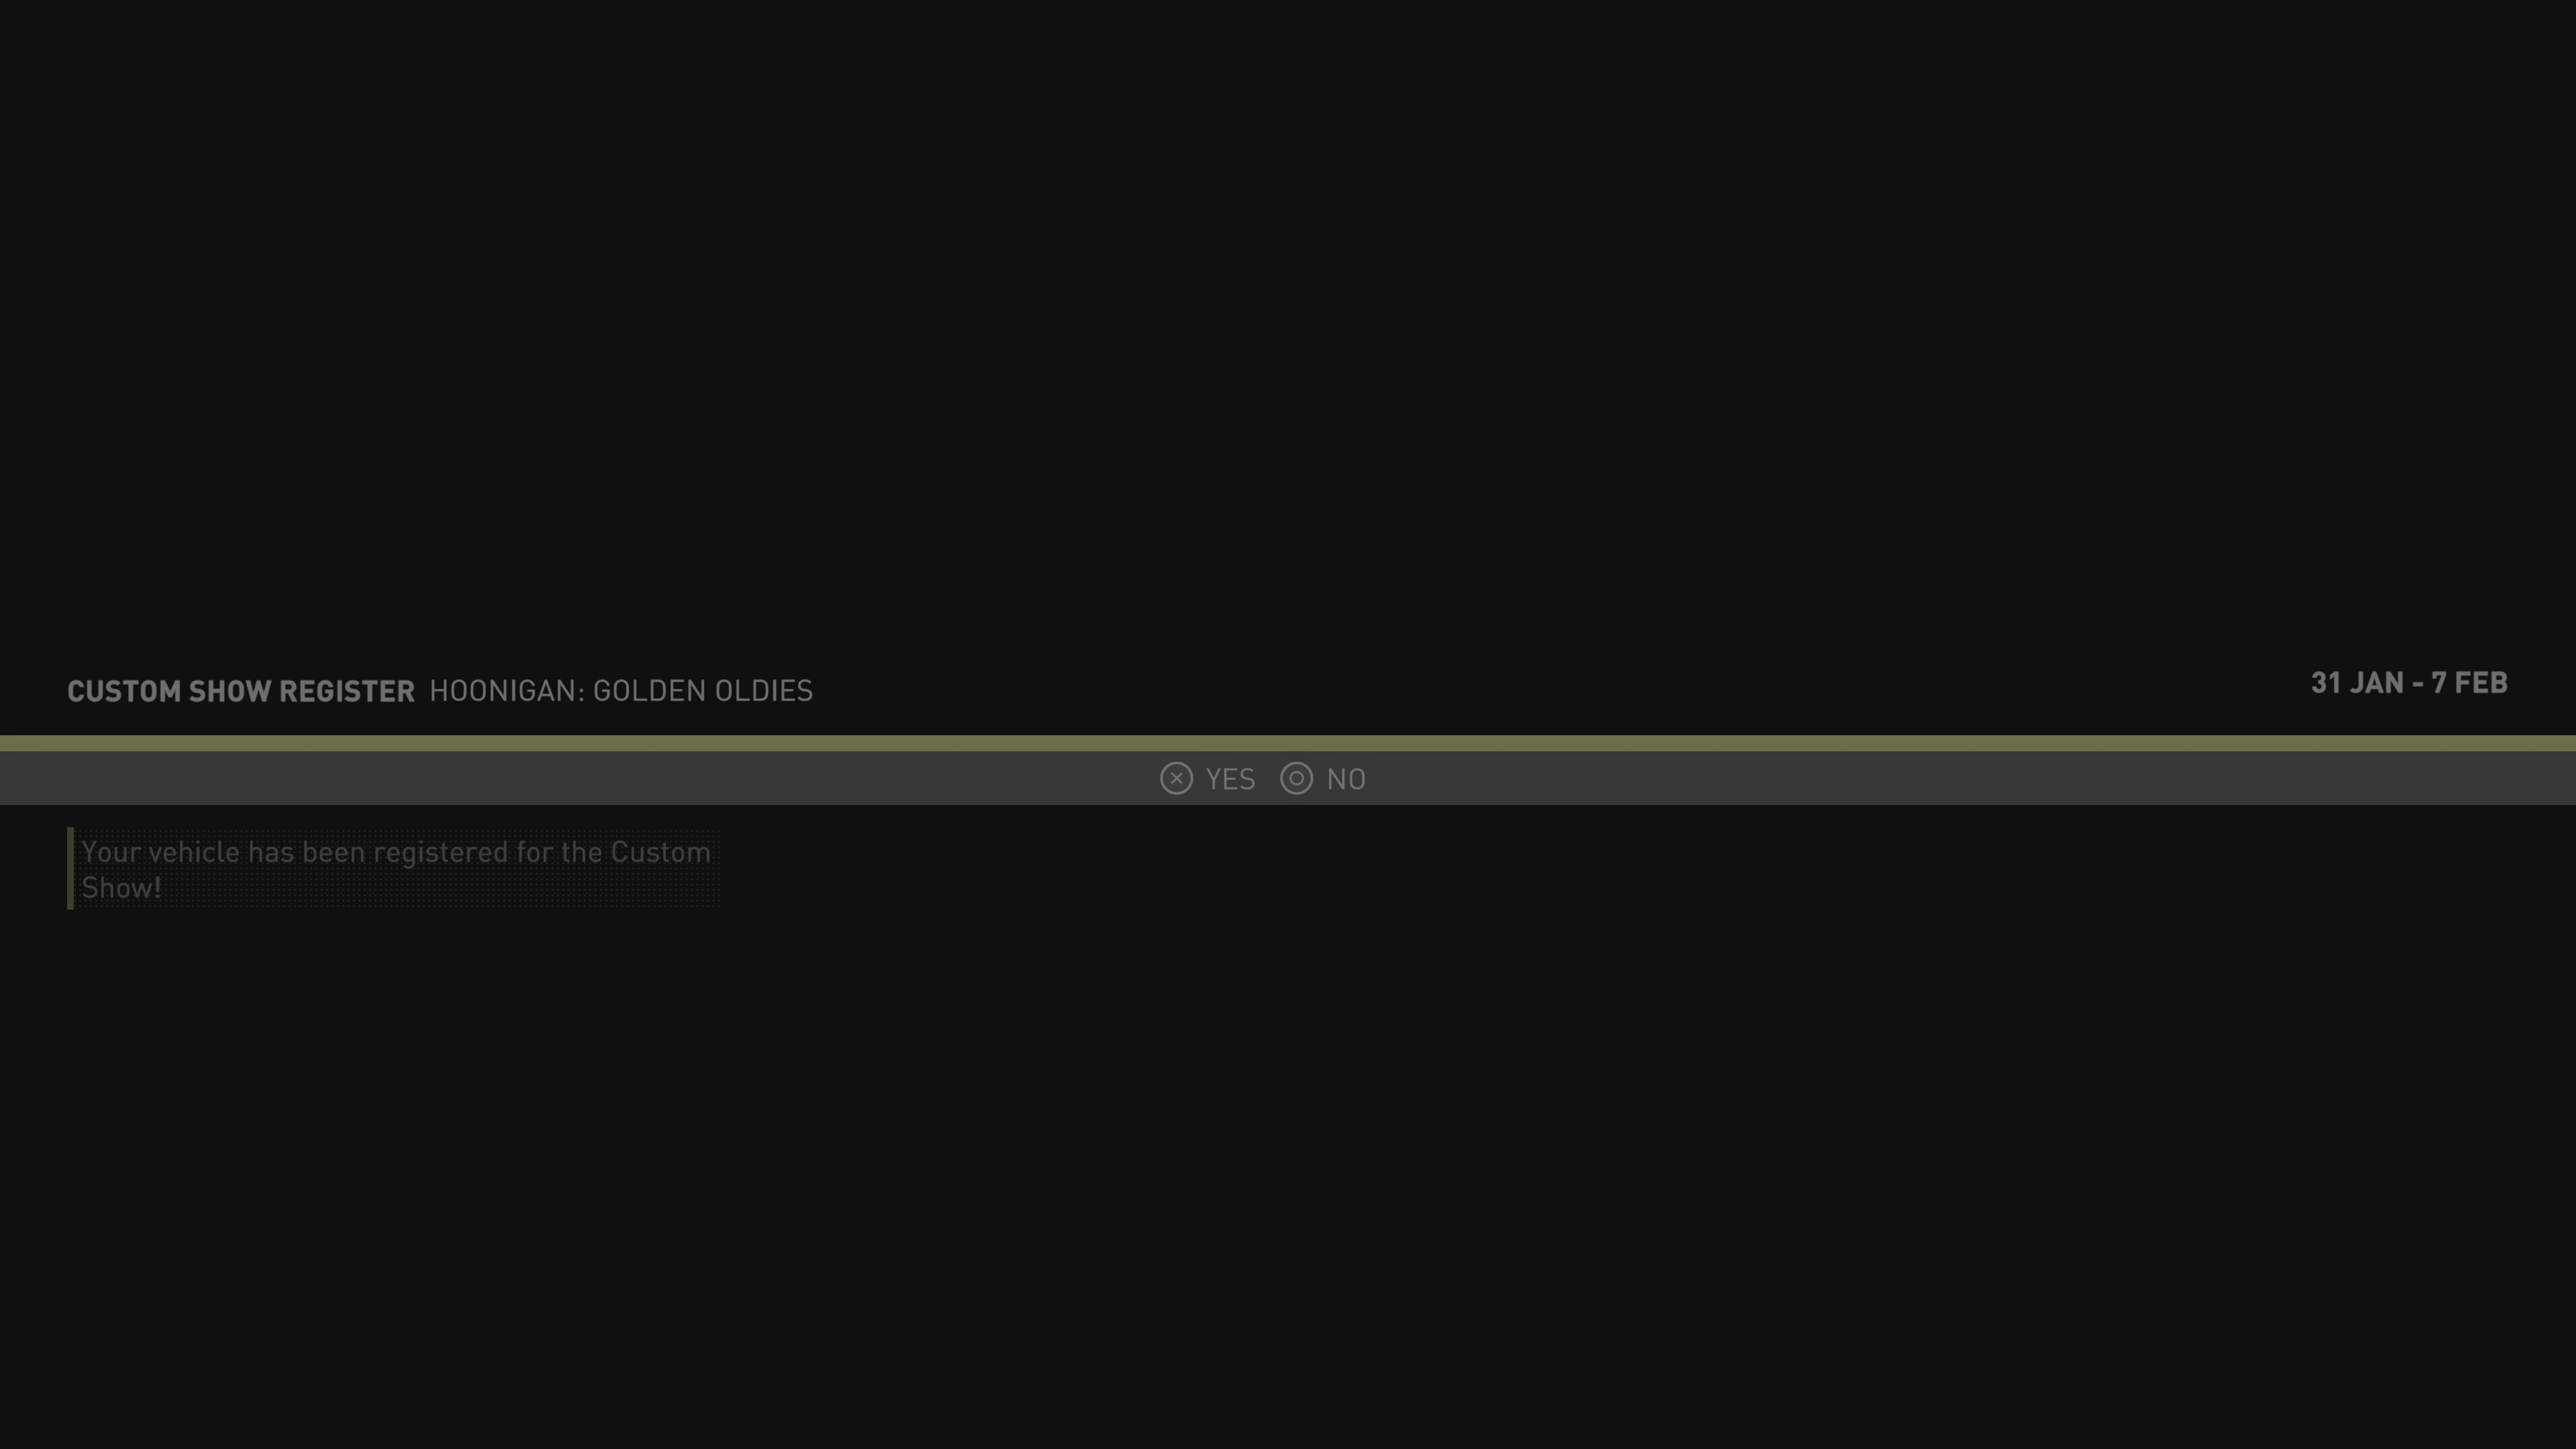 CUSTOM SHOW REGISTER HOONIGAN: GOLDEN OLDIES
31 JAN - 7 FEB
YES NO
Your vehicle has been registered for the Custom
Show!